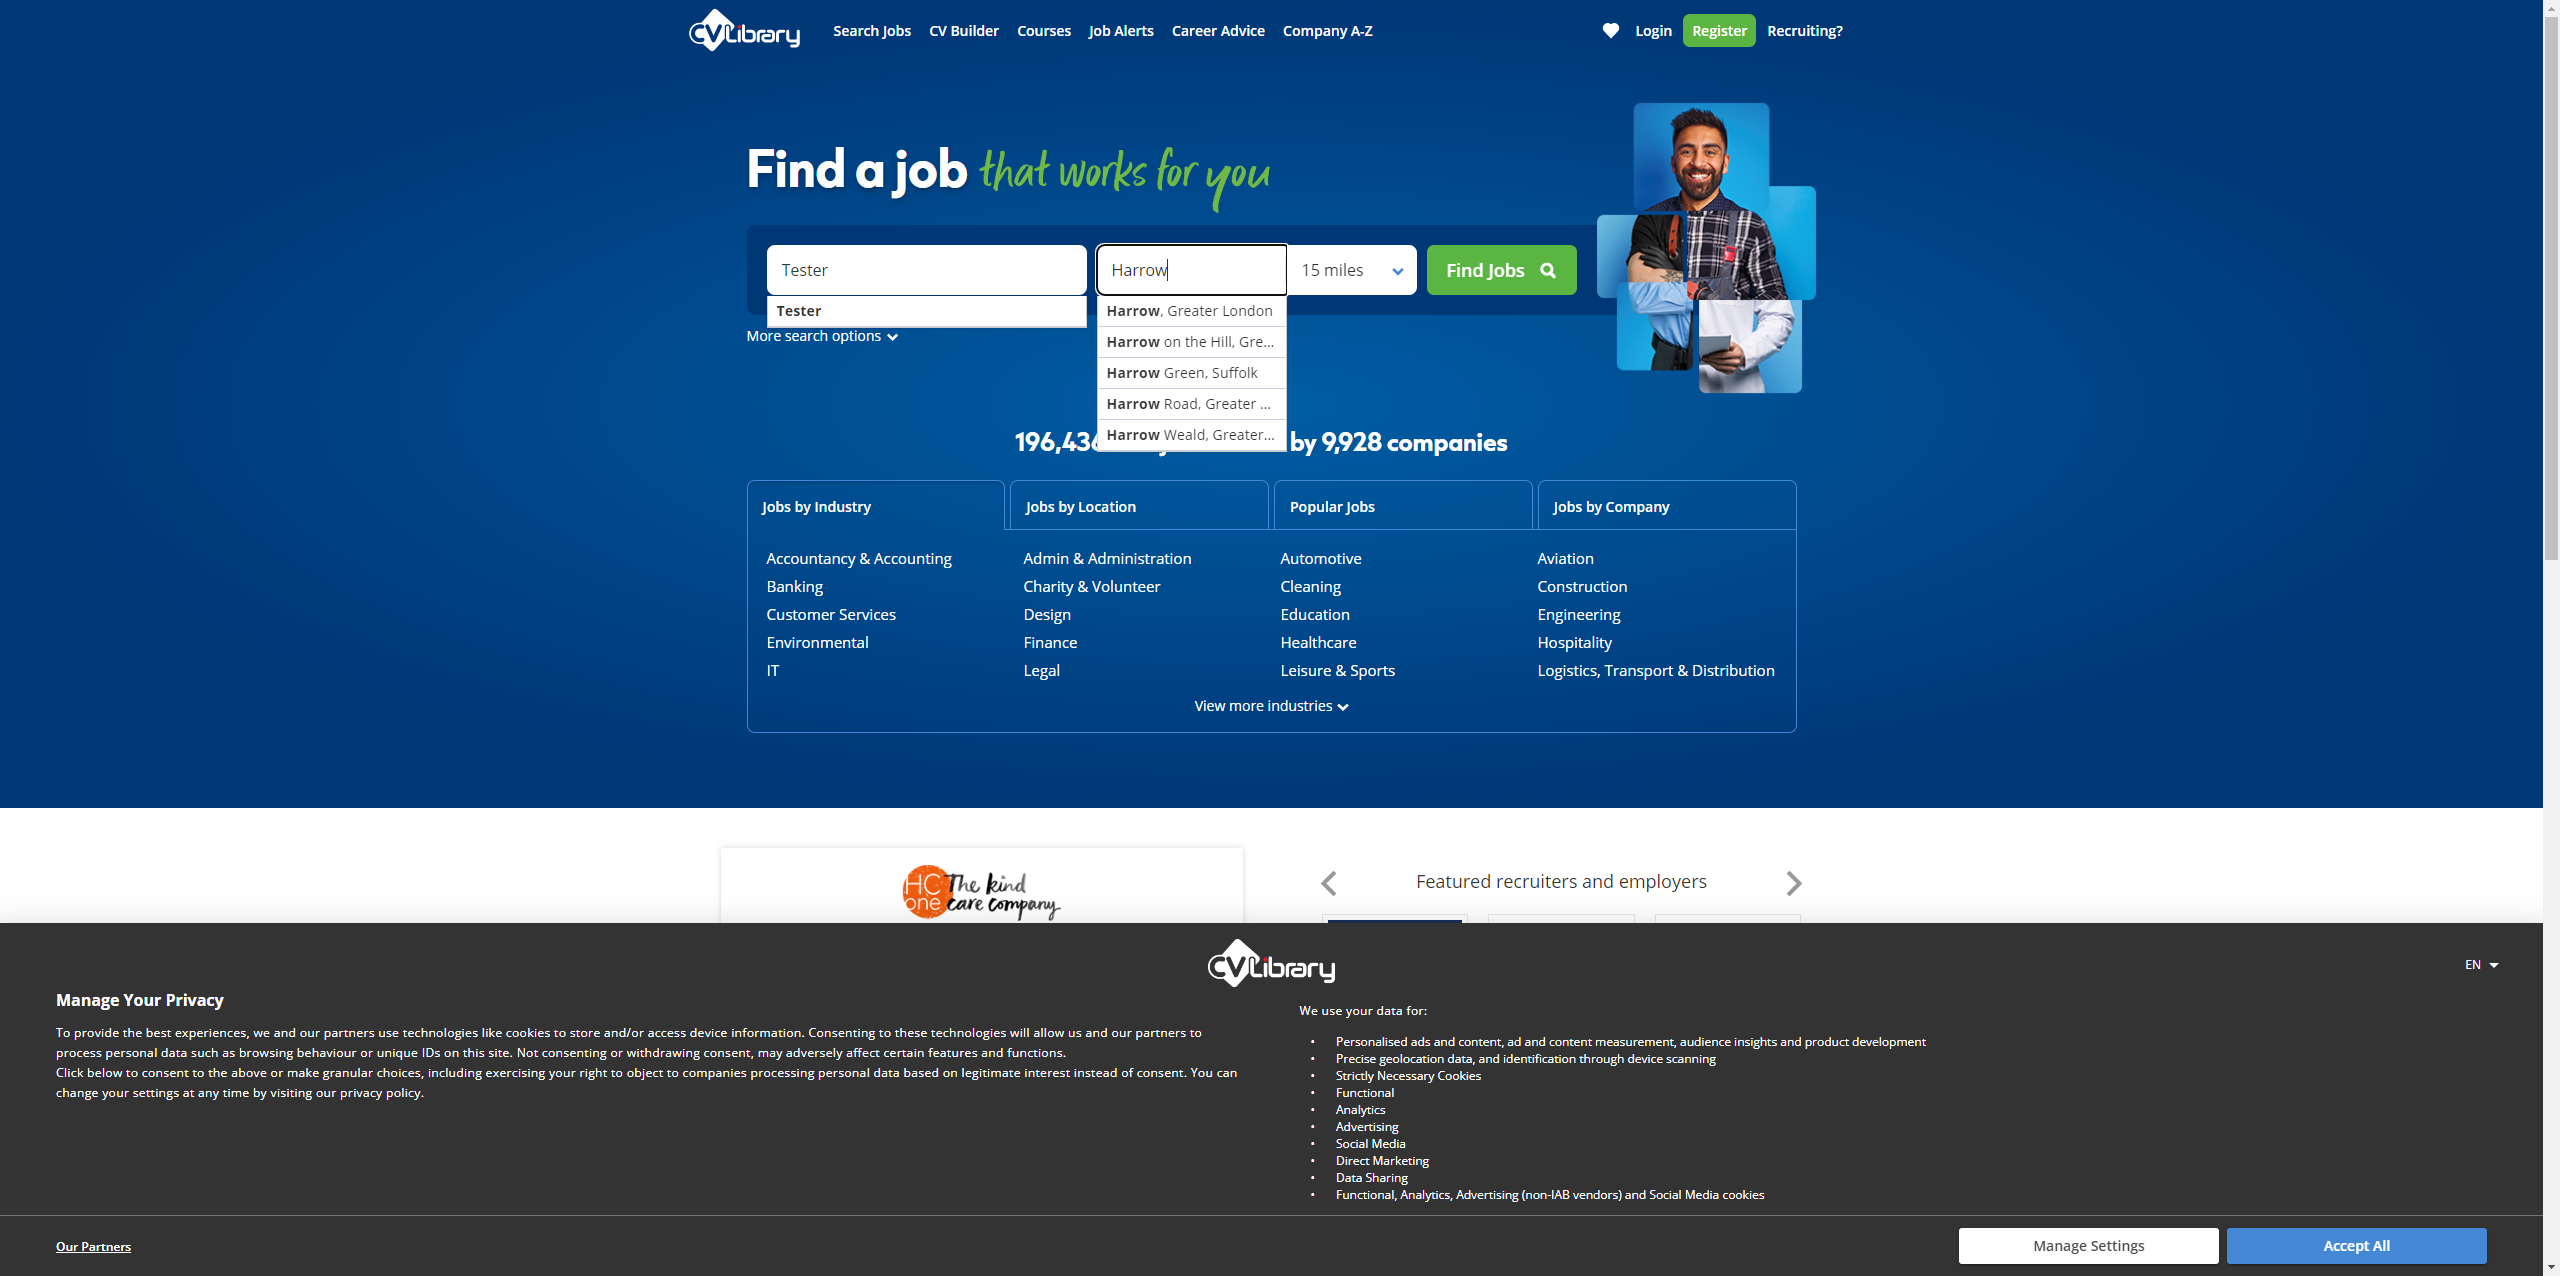 CV Library
Search Jobs
CV Builder
Courses
Job Alerts
Career Advice
Company A-Z
Login
Register
Recruiting?
Find a job that works for you
Tester
Harrow
15 miles
Find Jobs
Tester
Harrow, Greater London
Harrow on the Hill, Gre...
Harrow Green, Suffolk
Harrow Road, Greater ...
Harrow Weald, Greater...
More search options
by 9,928 companies
Jobs by Industry
Jobs by Location
Popular Jobs
Jobs by Company
Accountancy & Accounting
Admin & Administration
Automotive
Aviation
Banking
Charity & Volunteer
Cleaning
Construction
Customer Services
Design
Education
Engineering
Environmental
Finance
Healthcare
Hospitality
IT
Legal
Leisure & Sports
Logistics, Transport & Distribution
View more industries
HC one The kind care company
Featured recruiters and employers
CV Library
EN
Manage Your Privacy
To provide the best experiences, we and our partners use technologies like cookies to store and/or access device information. Consenting to these technologies will allow us and our partners to
process personal data such as browsing behaviour or unique IDs on this site. Not consenting or withdrawing consent, may adversely affect certain features and functions.
Click below to consent to the above or make granular choices, including exercising your right to object to companies processing personal data based on legitimate interest instead of consent. You can
change your settings at any time by visiting our privacy policy.
We use your data for:
• Personalised ads and content, ad and content measurement, audience insights and product development
• Precise geolocation data, and identification through device scanning
• Strictly Necessary Cookies
• Functional
• Analytics
• Advertising
• Social Media
• Direct Marketing
• Data Sharing
• Functional, Analytics, Advertising (non-IAB vendors) and Social Media cookies
Our Partners
Manage Settings
Accept All